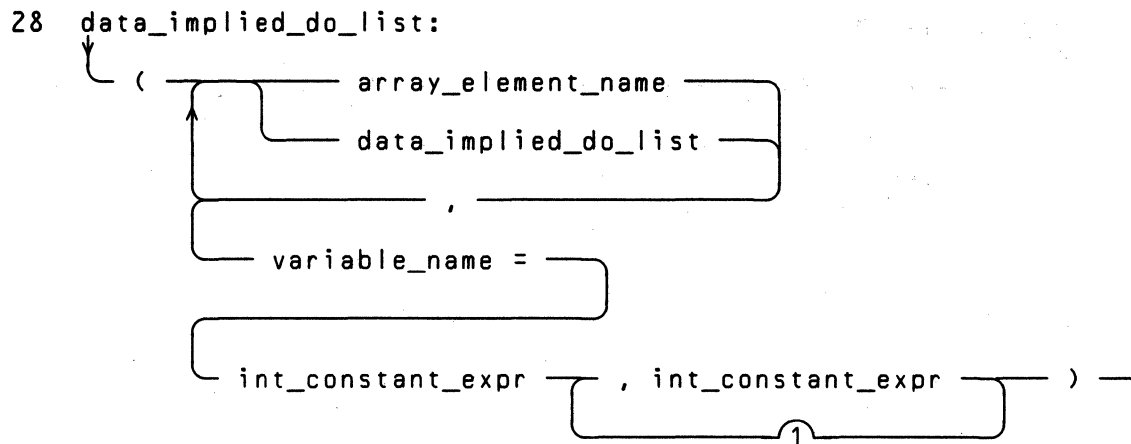 28 data_implied_do_list:
( array_element_name
data_implied_do_list
,
variable_name =
int_constant_expr , int_constant_expr )
1